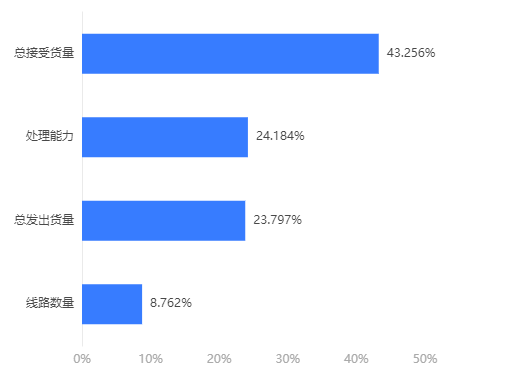 总接受货量
43.256%
处理能力
24.184%
总发出货量
23.797%
线路数量
8.762%
0% 10% 20% 30% 40% 50%